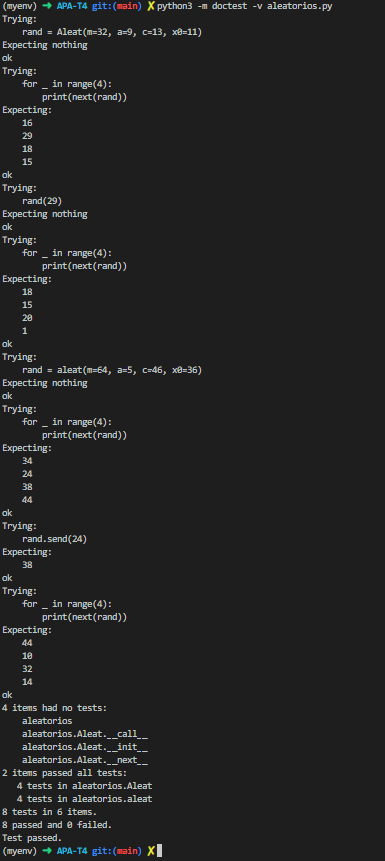 (myenv) ➜ APA-T4 git:(main) ✗ python3 -m doctest -v aleatorios.py
Trying:
    rand = Aleat(m=32, a=9, c=13, x0=11)
Expecting nothing
ok
Trying:
    for _ in range(4):
        print(next(rand))
Expecting:
    16
    29
    18
    15
ok
Trying:
    rand(29)
Expecting nothing
ok
Trying:
    for _ in range(4):
        print(next(rand))
Expecting:
    18
    15
    20
    1
ok
Trying:
    rand = aleat(m=64, a=5, c=46, x0=36)
Expecting nothing
ok
Trying:
    for _ in range(4):
        print(next(rand))
Expecting:
    34
    24
    38
    44
ok
Trying:
    rand.send(24)
Expecting:
    38
ok
Trying:
    for _ in range(4):
        print(next(rand))
Expecting:
    44
    10
    32
    14
ok
4 items had no tests:
    aleatorios
    aleatorios.Aleat.__call__
    aleatorios.Aleat.__init__
    aleatorios.Aleat.__next__
2 items passed all tests:
   4 tests in aleatorios.Aleat
   4 tests in aleatorios.aleat
8 tests in 6 items.
8 passed and 0 failed.
Test passed.
(myenv) ➜ APA-T4 git:(main) ✗